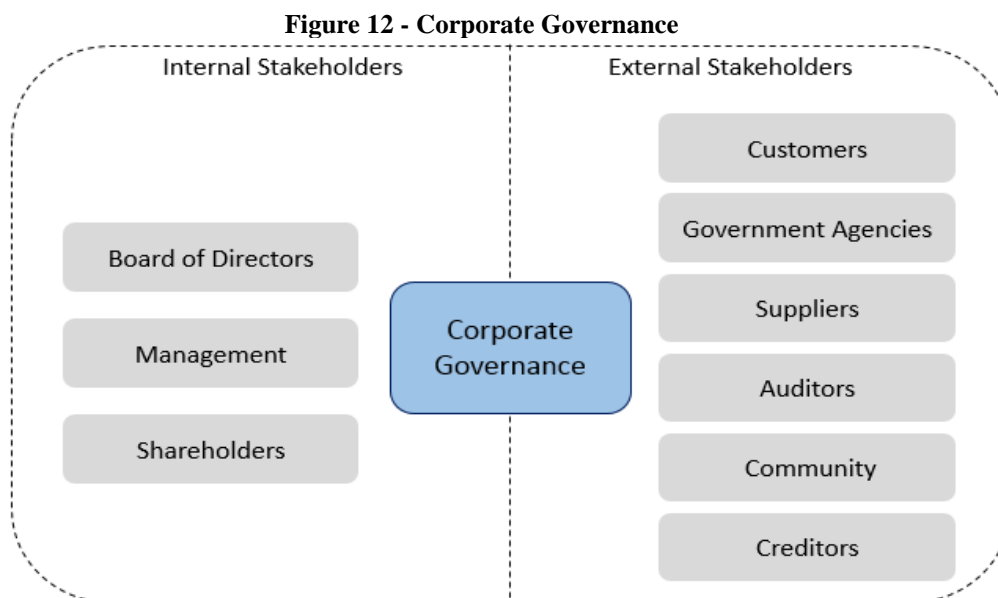 Figure 12 - Corporate Governance
Internal Stakeholders
Board of Directors
Management
Shareholders
Corporate
Governance
External Stakeholders
Customers
Government Agencies
Suppliers
Auditors
Community
Creditors